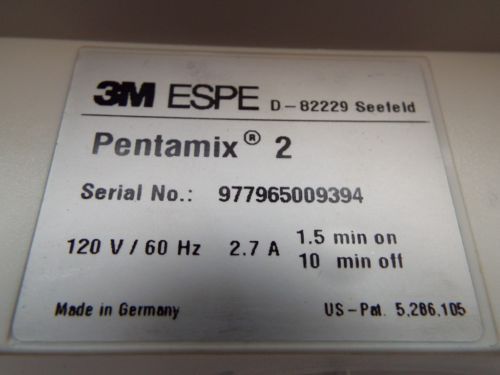 3M ESPE D-82229 Seefeld
Pentamix® 2
Serial No.: 977965009394
120 V / 60 Hz 2.7 A 1.5 min on
10 min off
Made in Germany US-Pat. 5,286,105